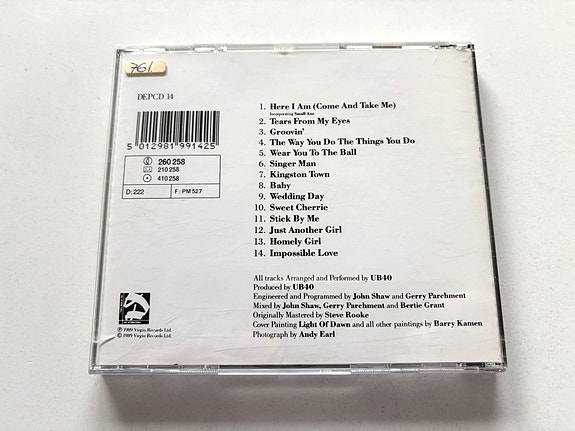 761
DEPCD 14
5 012981 991425
260 258
210 258
410 258
D: 222 F: PM 527
1. Here I Am (Come And Take Me)
Incorporating Small Axe
2. Tears From My Eyes
3. Groovin'
4. The Way You Do The Things You Do
5. Wear You To The Ball
6. Singer Man
7. Kingston Town
8. Baby
9. Wedding Day
10. Sweet Cherrie
11. Stick By Me
12. Just Another Girl
13. Homely Girl
14. Impossible Love
All tracks Arranged and Performed by UB40
Produced by UB40
Engineered and Programmed by John Shaw and Gerry Parchment
Mixed by John Shaw, Gerry Parchment and Bertie Grant
Originally Mastered by Steve Rooke
Cover Painting Light Of Dawn and all other paintings by Barry Kamen
Photograph by Andy Earl
℗ 1989 Virgin Records Ltd.
© 1989 Virgin Records Ltd.